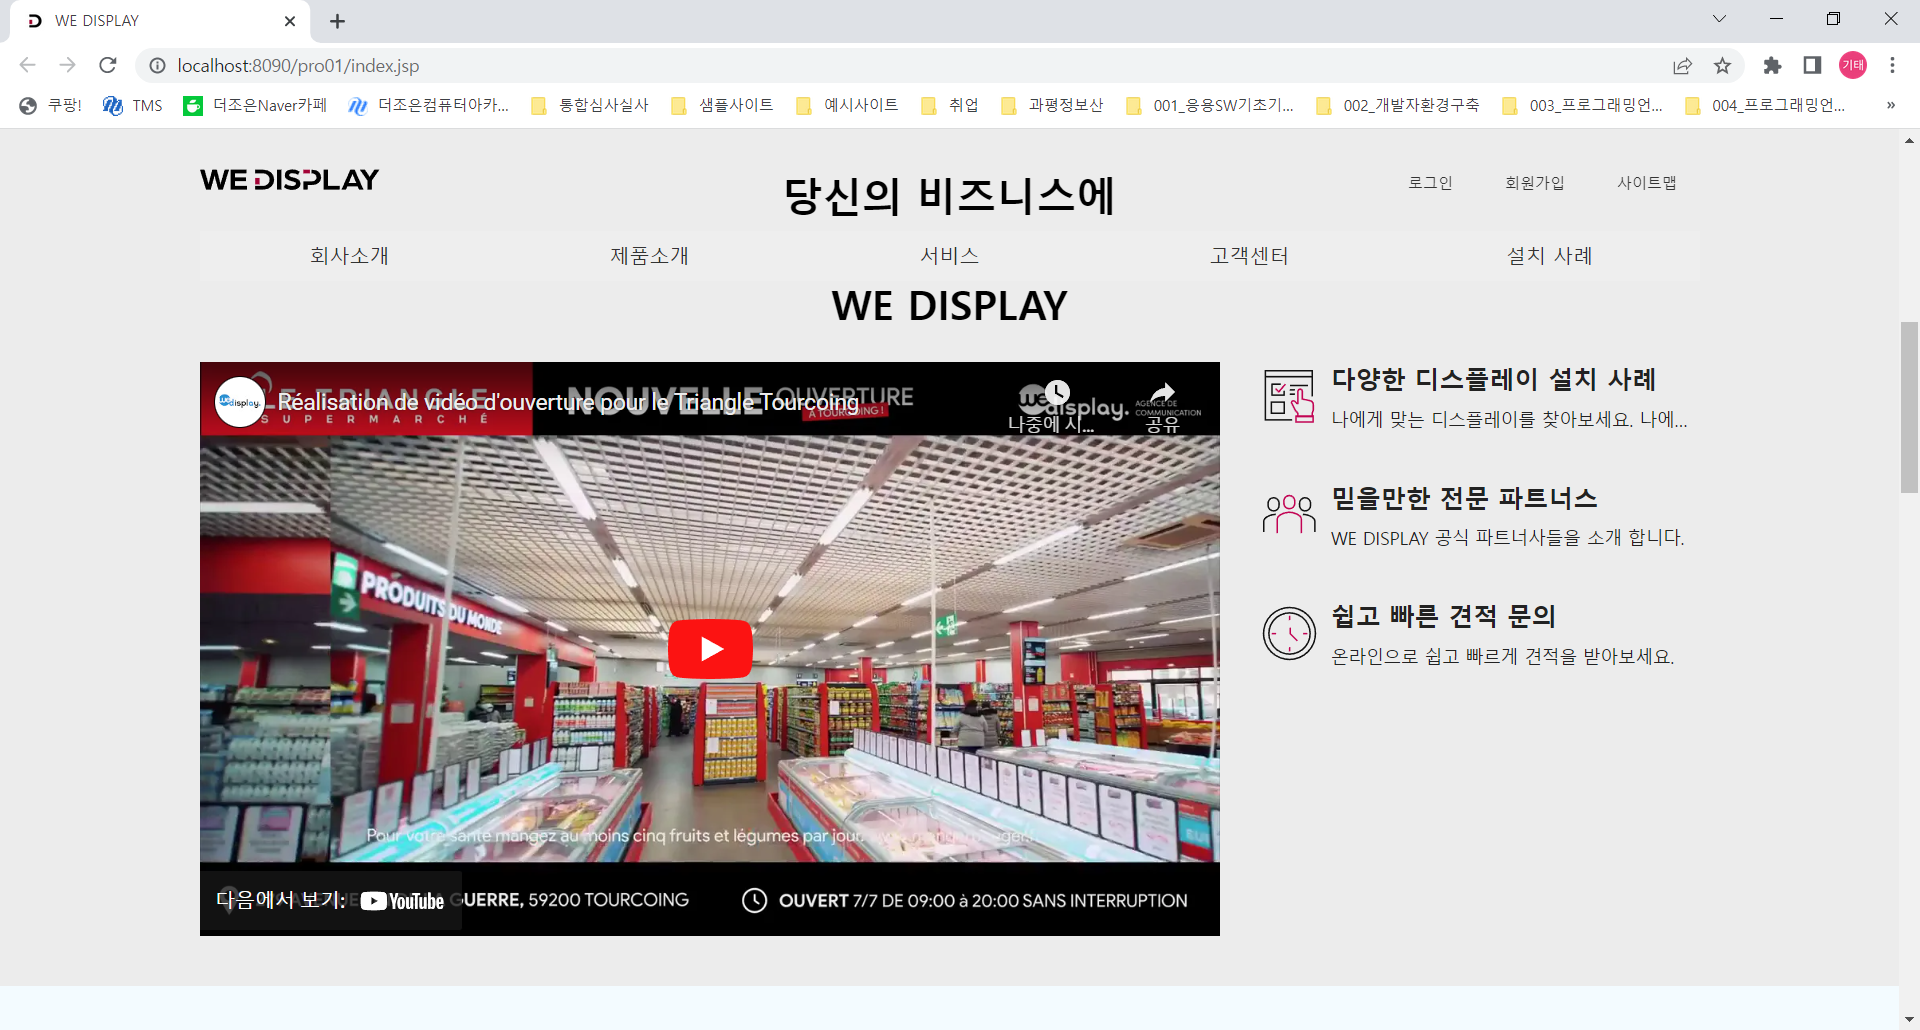 WE DISPLAY
localhost:8090/pro01/index.jsp
기태
쿠팡!
TMS
더조은Naver카페
더조은컴퓨터아카...
통합심사실사
샘플사이트
예시사이트
취업
과평정보산
001_응용SW기초기...
002_개발자환경구축
003_프로그래밍언...
004_프로그래밍언...
»
WE DISPLAY
당신의 비즈니스에
로그인
회원가입
사이트맵
회사소개
제품소개
서비스
고객센터
설치 사례
WE DISPLAY
LE TRIANGLE
SUPERMARCHÉ
NOUVELLE OUVERTURE
À TOURCOING !
we display.
AGENCE DE
COMMUNICATION
we display.
Réalisation de vidéo d'ouverture pour le Triangle Tourcoing
나중에 시...
공유
PRODUITS DU MONDE
Pour votre santé mangez au moins cinq fruits et légumes par jour.
다음에서 보기: YouTube
GUERRE, 59200 TOURCOING
OUVERT 7/7 DE 09:00 à 20:00 SANS INTERRUPTION
다양한 디스플레이 설치 사례
나에게 맞는 디스플레이를 찾아보세요. 나에...
믿을만한 전문 파트너스
WE DISPLAY 공식 파트너사들을 소개 합니다.
쉽고 빠른 견적 문의
온라인으로 쉽고 빠르게 견적을 받아보세요.